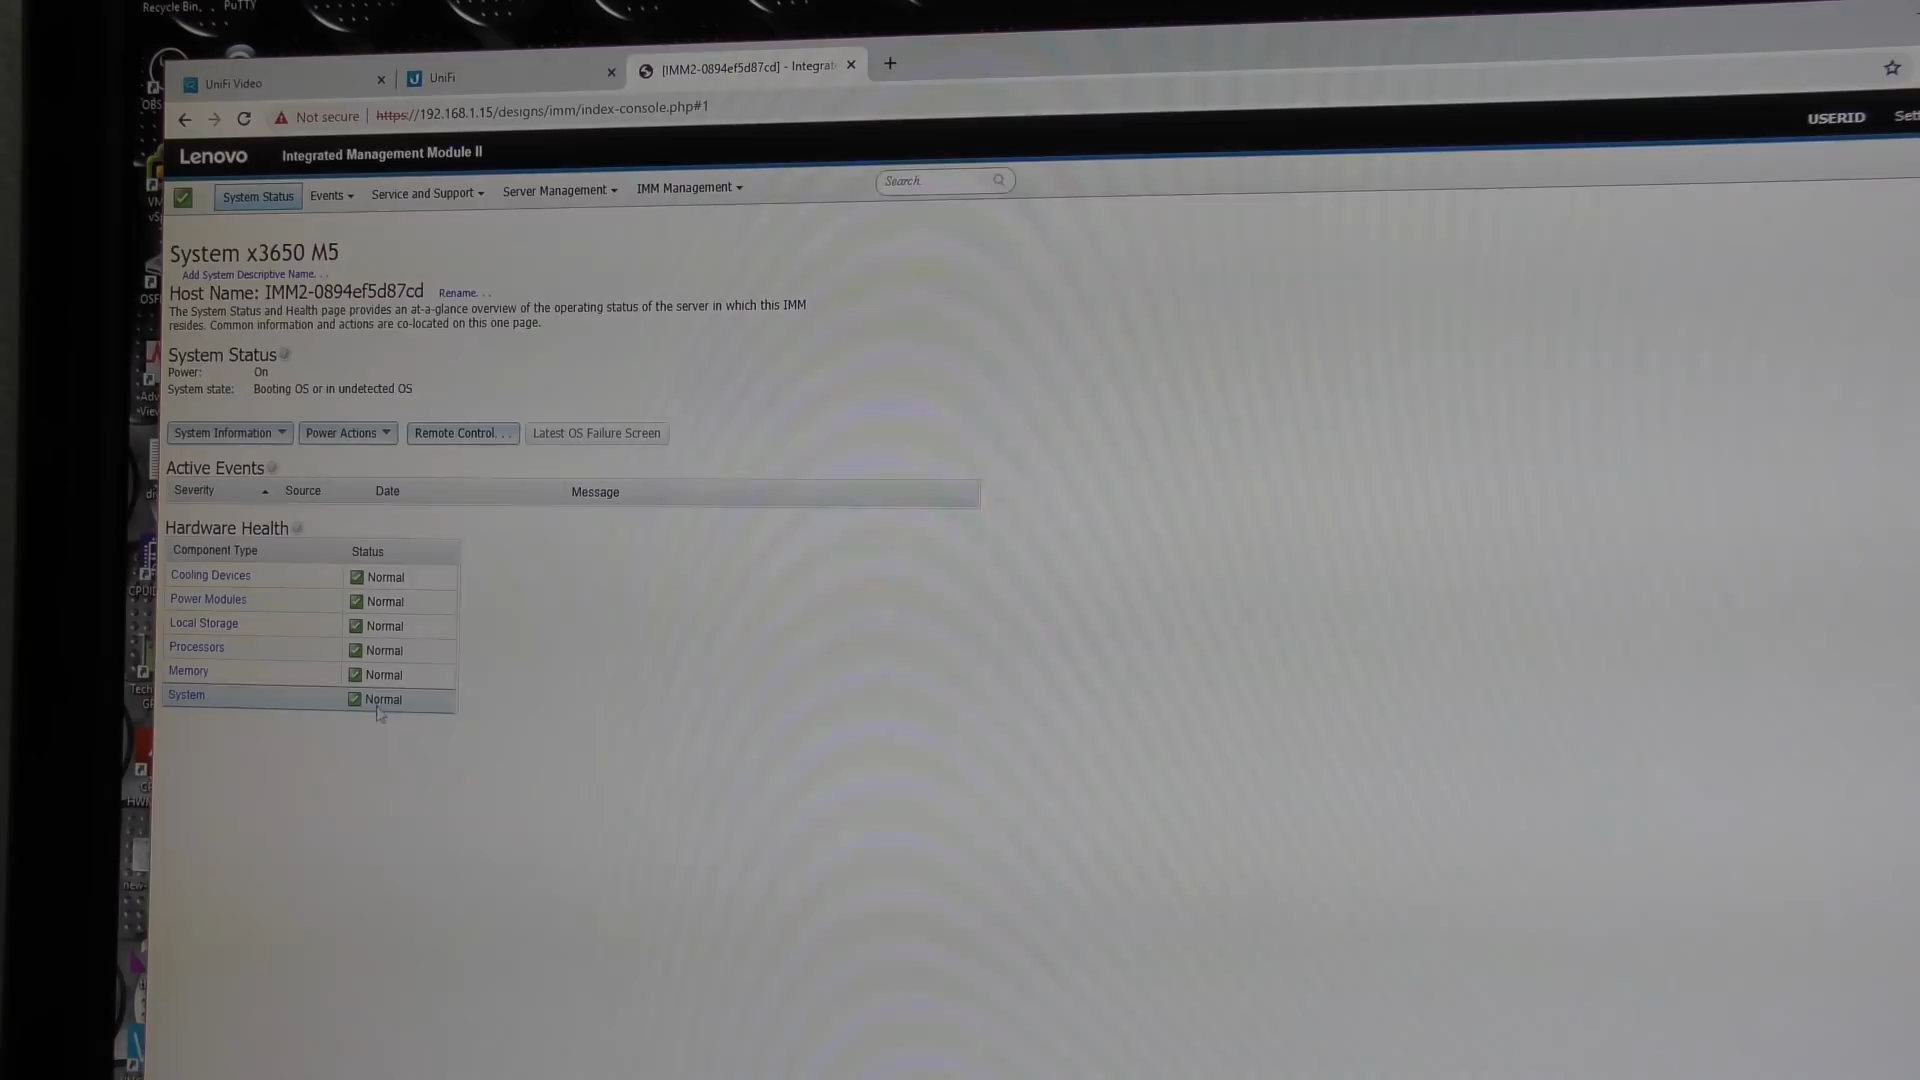 Recycle Bin
PuTTY
UniFi Video
UniFi
[IMM2-0894ef5d87cd] - Integrat
Not secure
https://192.168.1.15/designs/imm/index-console.php#1
USERID
Sett
Lenovo
Integrated Management Module II
System Status
Events
Service and Support
Server Management
IMM Management
Search
System x3650 M5
Add System Descriptive Name. . .
Host Name: IMM2-0894ef5d87cd
Rename. . .
The System Status and Health page provides an at-a-glance overview of the operating status of the server in which this IMM
resides. Common information and actions are co-located on this one page.
System Status
Power: On
System state: Booting OS or in undetected OS
System Information
Power Actions
Remote Control. . .
Latest OS Failure Screen
Active Events
Severity Source Date Message
Hardware Health
Component Type Status
Cooling Devices Normal
Power Modules Normal
Local Storage Normal
Processors Normal
Memory Normal
System Normal
OBS
CPUID
Tech
HWM
new-